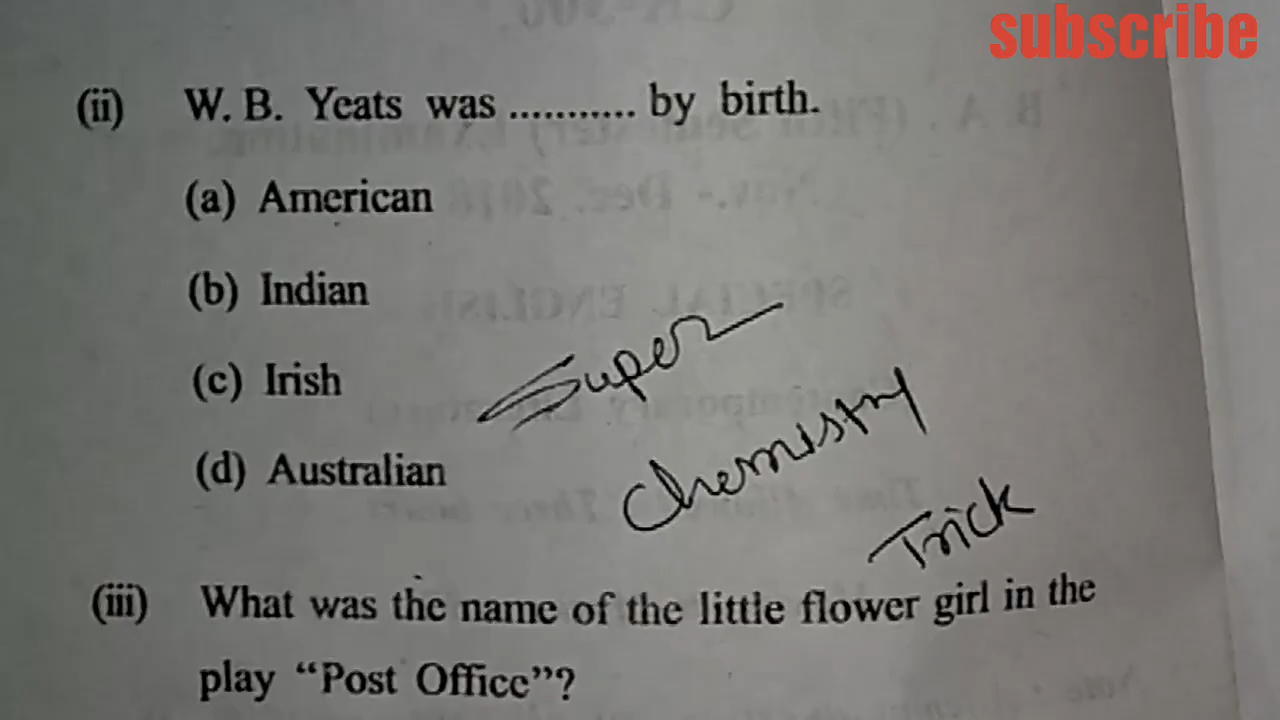 subscribe
(ii) W. B. Yeats was ........... by birth.
(a) American
(b) Indian
(c) Irish
(d) Australian
Super
Chemistry
Trick
(iii) What was the name of the little flower girl in the
play “Post Office”?